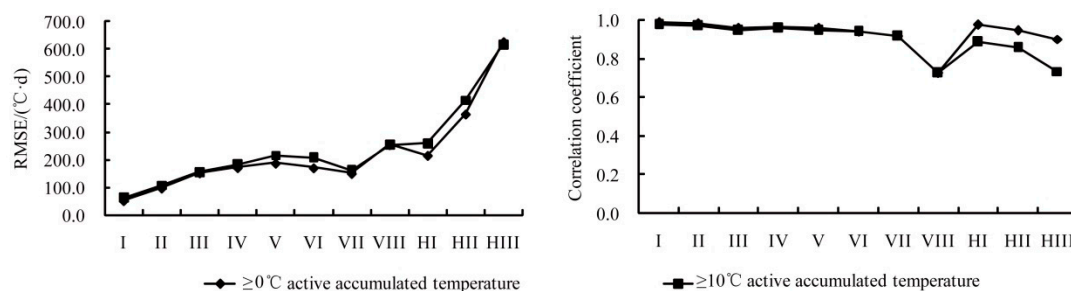 700.0
600.0
500.0
400.0
300.0
200.0
100.0
0.0
RMSE/(℃·d)
I II III IV V VI VII VIII HI HII HIII
1.0
0.8
0.6
0.4
0.2
0.0
Correlation coefficient
I II III IV V VI VII VIII HI HII HIII
≥0℃ active accumulated temperature
≥10℃ active accumulated temperature